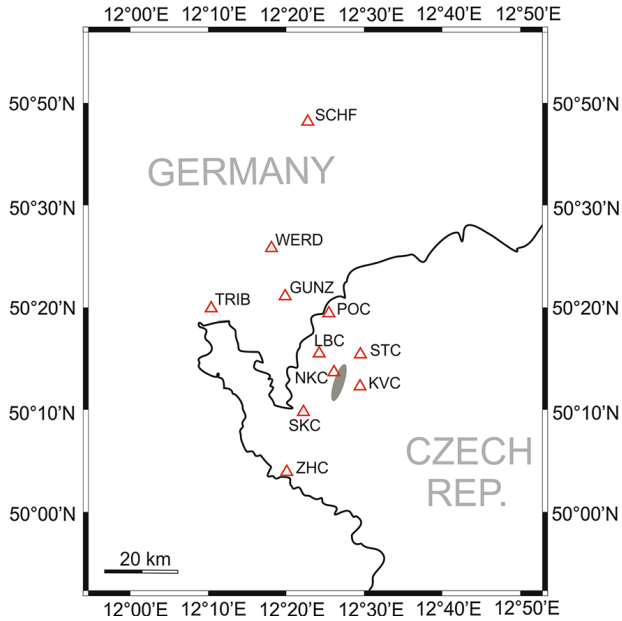 12°00'E 12°10'E 12°20'E 12°30'E 12°40'E 12°50'E
50°50'N 50°50'N
SCHF
GERMANY
50°30'N 50°30'N
WERD
GUNZ
TRIB
50°20'N POC 50°20'N
LBC
STC
NKC
KVC
50°10'N 50°10'N
SKC
CZECH
ZHC
REP.
50°00'N 50°00'N
20 km
12°00'E 12°10'E 12°20'E 12°30'E 12°40'E 12°50'E